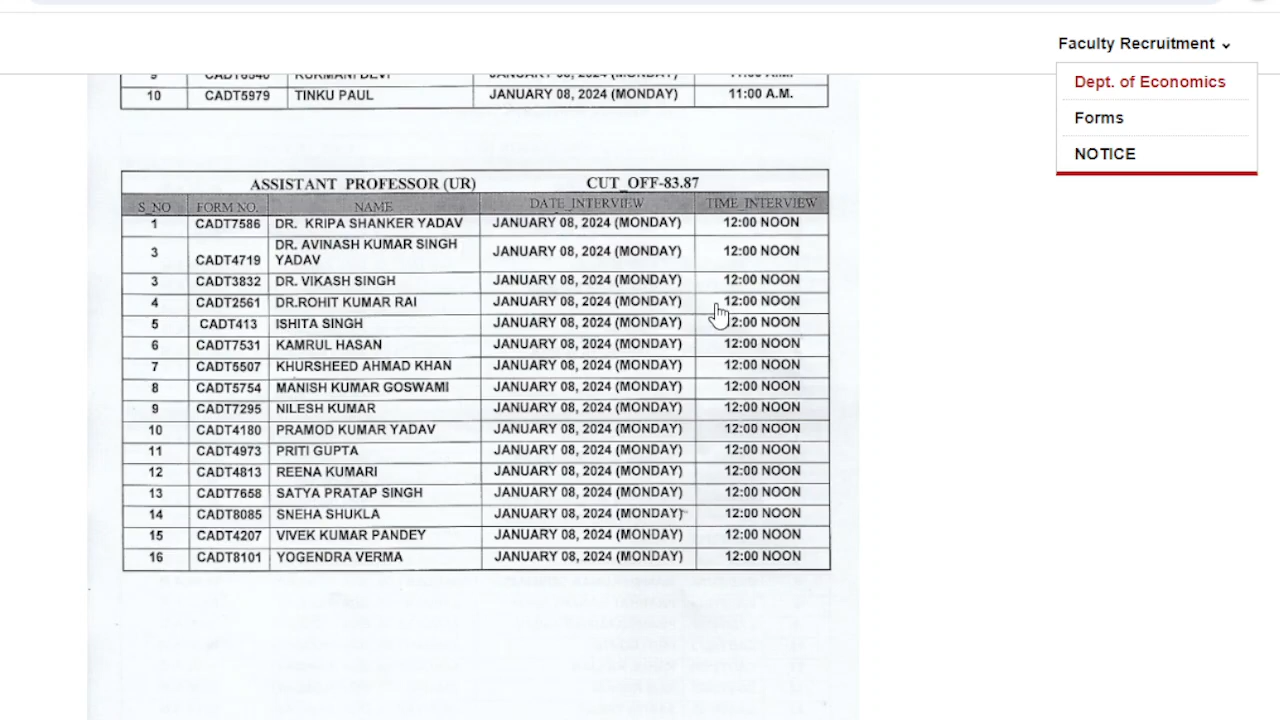 Faculty Recruitment
Dept. of Economics
Forms
NOTICE
10 CADT5979 TINKU PAUL JANUARY 08, 2024 (MONDAY) 11:00 A.M.
ASSISTANT PROFESSOR (UR) CUT_OFF-83.87
S_NO FORM NO. NAME DATE_INTERVIEW TIME_INTERVIEW
1 CADT7586 DR. KRIPA SHANKER YADAV JANUARY 08, 2024 (MONDAY) 12:00 NOON
3 CADT4719 DR. AVINASH KUMAR SINGH YADAV JANUARY 08, 2024 (MONDAY) 12:00 NOON
3 CADT3832 DR. VIKASH SINGH JANUARY 08, 2024 (MONDAY) 12:00 NOON
4 CADT2561 DR.ROHIT KUMAR RAI JANUARY 08, 2024 (MONDAY) 12:00 NOON
5 CADT413 ISHITA SINGH JANUARY 08, 2024 (MONDAY) 12:00 NOON
6 CADT7531 KAMRUL HASAN JANUARY 08, 2024 (MONDAY) 12:00 NOON
7 CADT5507 KHURSHEED AHMAD KHAN JANUARY 08, 2024 (MONDAY) 12:00 NOON
8 CADT5754 MANISH KUMAR GOSWAMI JANUARY 08, 2024 (MONDAY) 12:00 NOON
9 CADT7295 NILESH KUMAR JANUARY 08, 2024 (MONDAY) 12:00 NOON
10 CADT4180 PRAMOD KUMAR YADAV JANUARY 08, 2024 (MONDAY) 12:00 NOON
11 CADT4973 PRITI GUPTA JANUARY 08, 2024 (MONDAY) 12:00 NOON
12 CADT4813 REENA KUMARI JANUARY 08, 2024 (MONDAY) 12:00 NOON
13 CADT7658 SATYA PRATAP SINGH JANUARY 08, 2024 (MONDAY) 12:00 NOON
14 CADT8085 SNEHA SHUKLA JANUARY 08, 2024 (MONDAY) 12:00 NOON
15 CADT4207 VIVEK KUMAR PANDEY JANUARY 08, 2024 (MONDAY) 12:00 NOON
16 CADT8101 YOGENDRA VERMA JANUARY 08, 2024 (MONDAY) 12:00 NOON